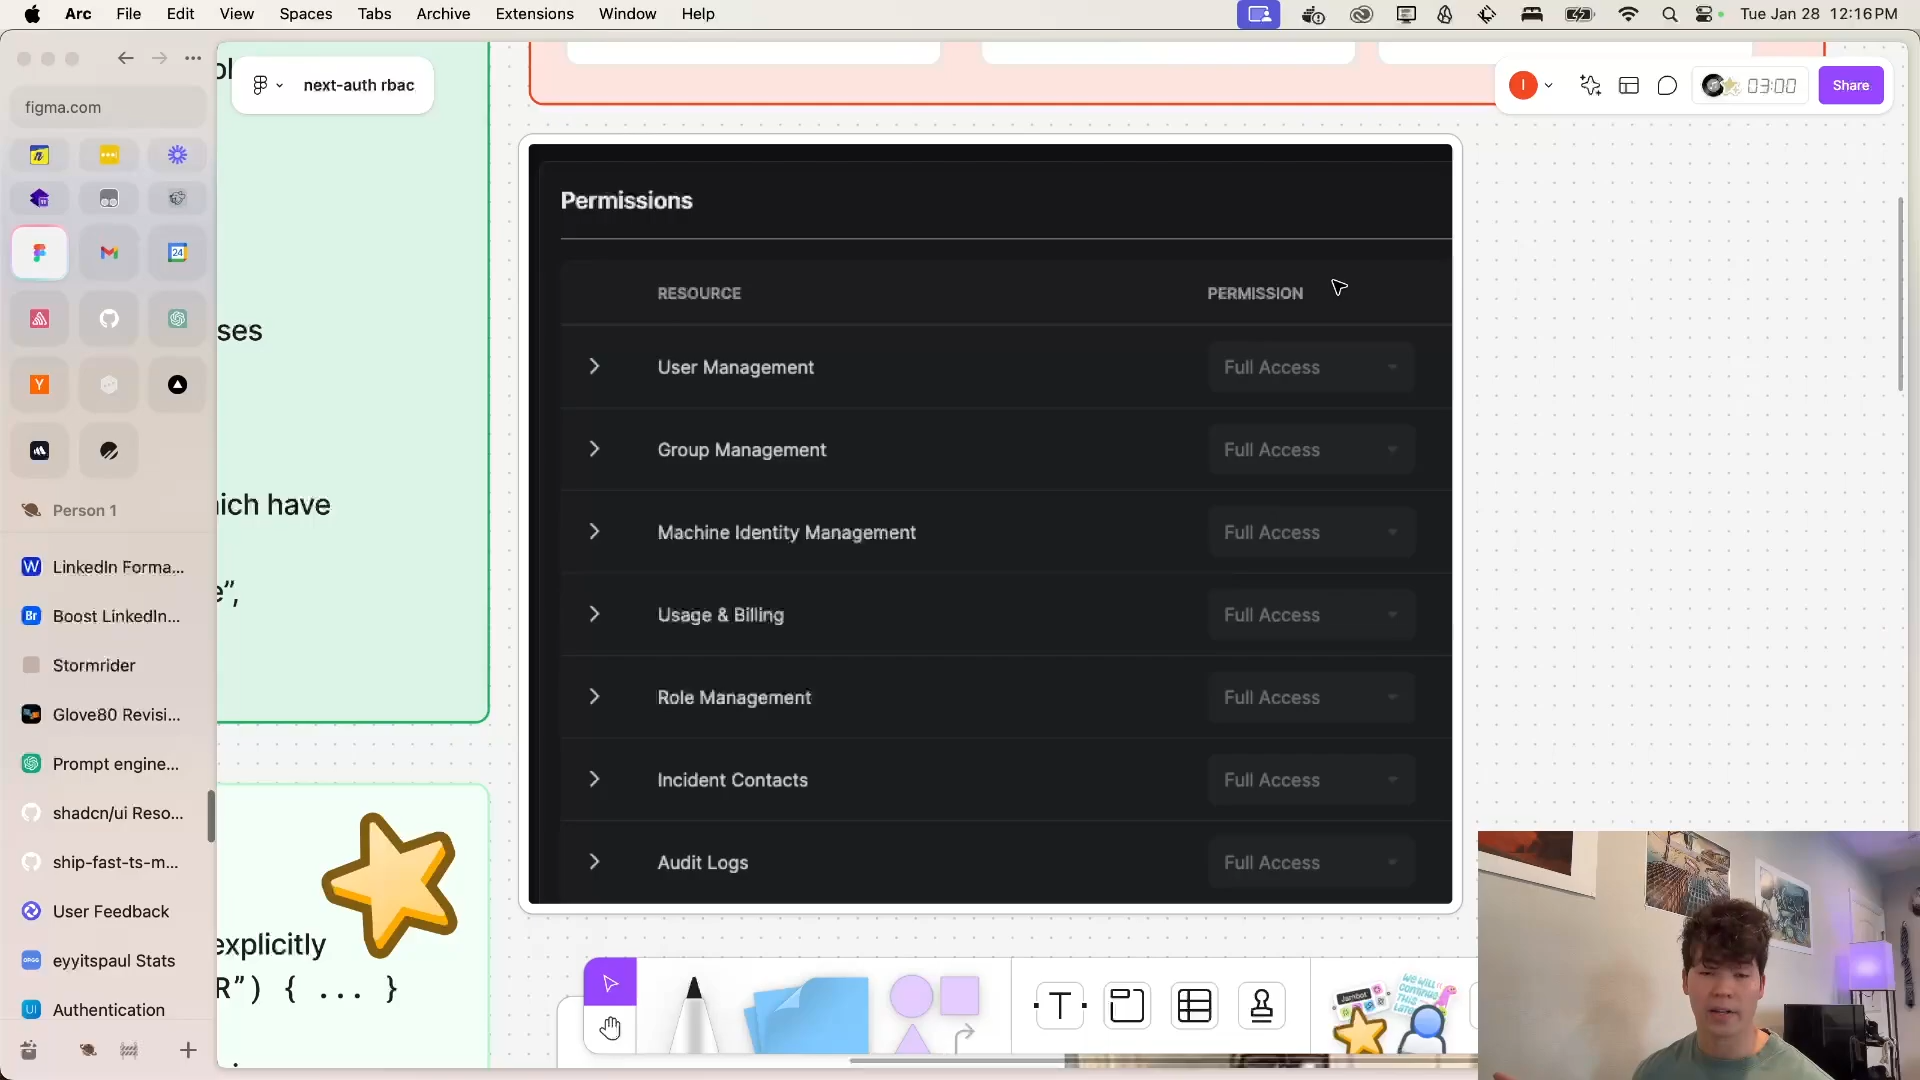 Arc File Edit View Spaces Tabs Archive Extensions Window Help
Tue Jan 28 12:16 PM
figma.com
24
Person 1
LinkedIn Forma...
Boost LinkedIn...
Stormrider
Glove80 Revisi...
Prompt engine...
shadcn/ui Reso...
ship-fast-ts-m...
User Feedback
eyyitspaul Stats
Authentication
next-auth rbac
03:00
Share
ses
ich have
e”,
explicitly
R”) { ... }
Permissions
RESOURCE PERMISSION
User Management Full Access
Group Management Full Access
Machine Identity Management Full Access
Usage & Billing Full Access
Role Management Full Access
Incident Contacts Full Access
Audit Logs Full Access